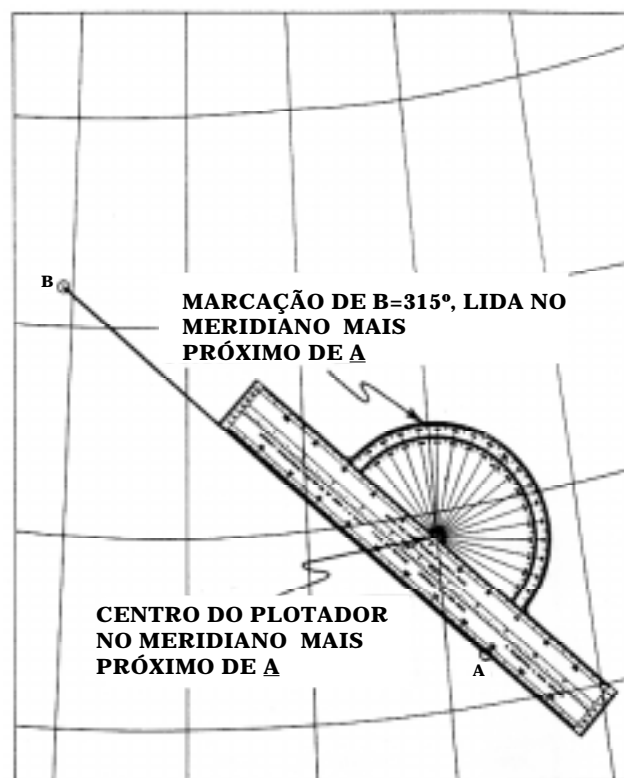 B
MARCAÇÃO DE B=315º, LIDA NO
MERIDIANO MAIS
PRÓXIMO DE A
CENTRO DO PLOTADOR
NO MERIDIANO MAIS
PRÓXIMO DE A
A